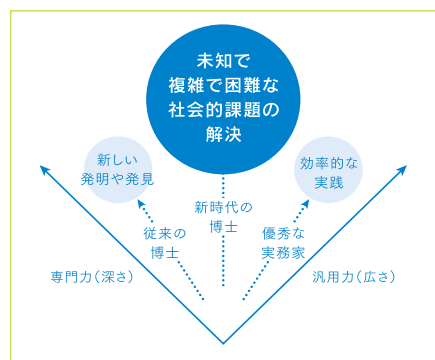 未知で
複雑で困難な
社会的課題の
解決
新しい
発明や発見
効率的な
実践
新時代の
博士
従来の
博士
優秀な
実務家
専門力(深さ)
汎用力(広さ)